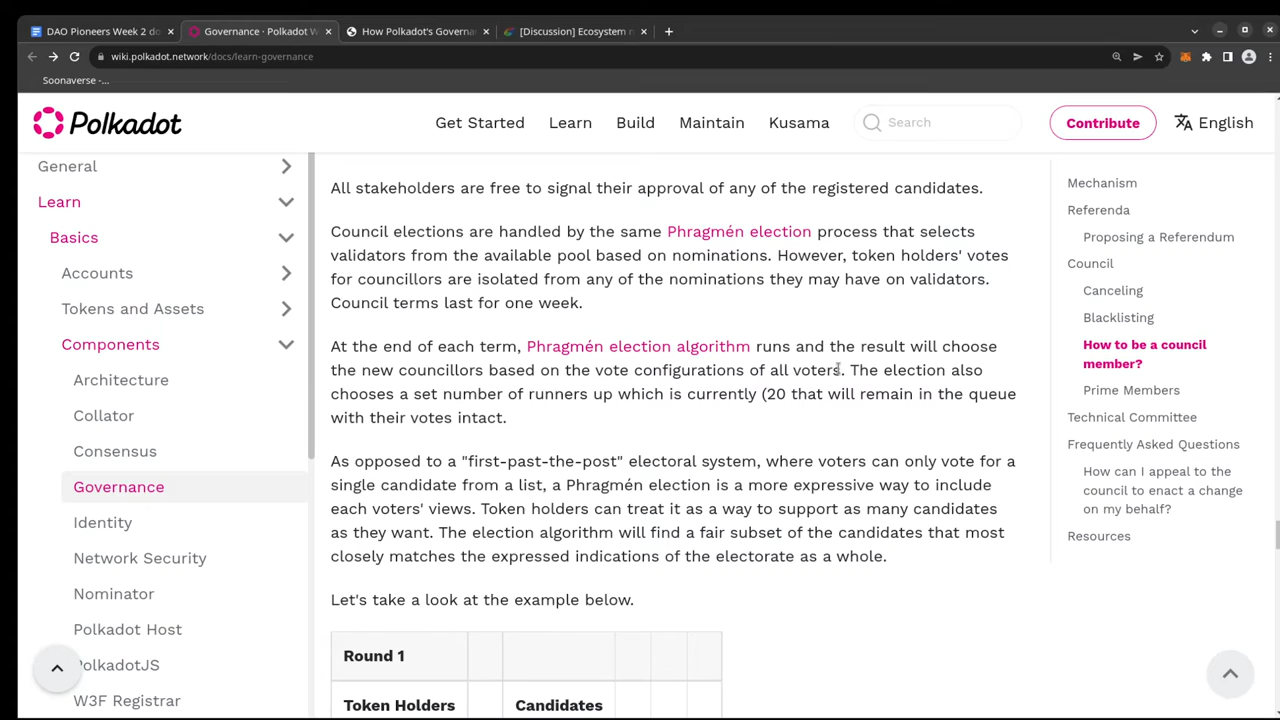 DAO Pioneers Week 2 do
Governance · Polkadot W
How Polkadot's Governa
[Discussion] Ecosystem r
wiki.polkadot.network/docs/learn-governance
Soonaverse -...
Polkadot
Get Started
Learn
Build
Maintain
Kusama
Search
Contribute
English
General
Learn
Basics
Accounts
Tokens and Assets
Components
Architecture
Collator
Consensus
Governance
Identity
Network Security
Nominator
Polkadot Host
PolkadotJS
W3F Registrar
All stakeholders are free to signal their approval of any of the registered candidates.
Council elections are handled by the same Phragmén election process that selects
validators from the available pool based on nominations. However, token holders' votes
for councillors are isolated from any of the nominations they may have on validators.
Council terms last for one week.
At the end of each term, Phragmén election algorithm runs and the result will choose
the new councillors based on the vote configurations of all voters. The election also
chooses a set number of runners up which is currently (20 that will remain in the queue
with their votes intact.
As opposed to a "first-past-the-post" electoral system, where voters can only vote for a
single candidate from a list, a Phragmén election is a more expressive way to include
each voters' views. Token holders can treat it as a way to support as many candidates
as they want. The election algorithm will find a fair subset of the candidates that most
closely matches the expressed indications of the electorate as a whole.
Let's take a look at the example below.
Round 1
Token Holders
Candidates
Mechanism
Referenda
Proposing a Referendum
Council
Canceling
Blacklisting
How to be a council
member?
Prime Members
Technical Committee
Frequently Asked Questions
How can I appeal to the
council to enact a change
on my behalf?
Resources